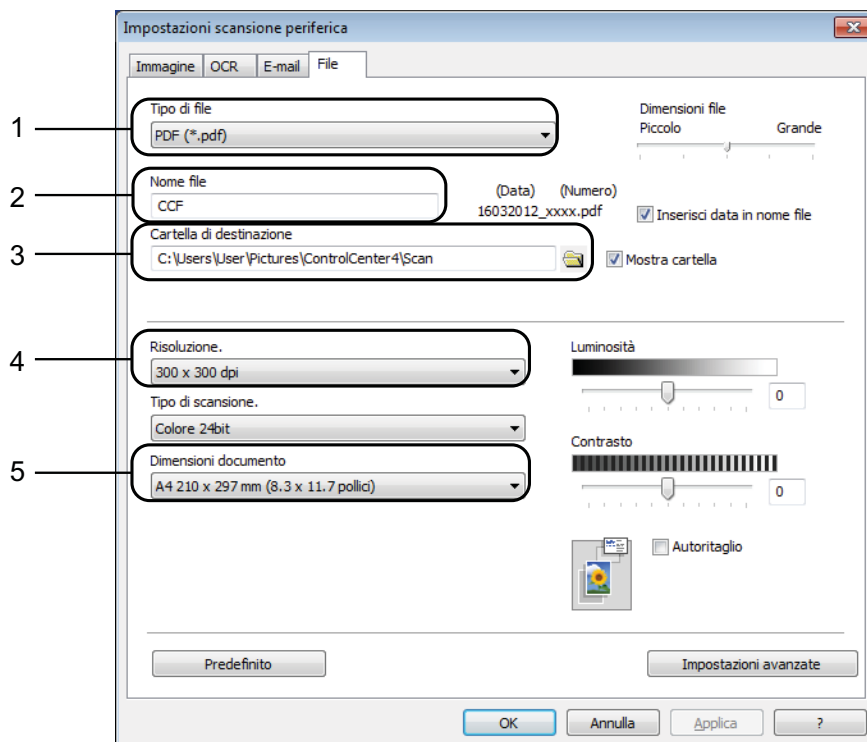 Impostazioni scansione periferica
Immagine OCR E-mail File
1
Tipo di file
PDF (*.pdf)
Dimensioni file
Piccolo Grande
2
Nome file
CCF
(Data) (Numero)
16032012_xxxx.pdf
Inserisci data in nome file
3
Cartella di destinazione
C:\Users\User\Pictures\ControlCenter4\Scan
Mostra cartella
4
Risoluzione.
300 x 300 dpi
Tipo di scansione.
Colore 24bit
5
Dimensioni documento
A4 210 x 297 mm (8.3 x 11.7 pollici)
Luminosità
0
Contrasto
0
Autoritaglio
Predefinito
Impostazioni avanzate
OK Annulla Applica ?